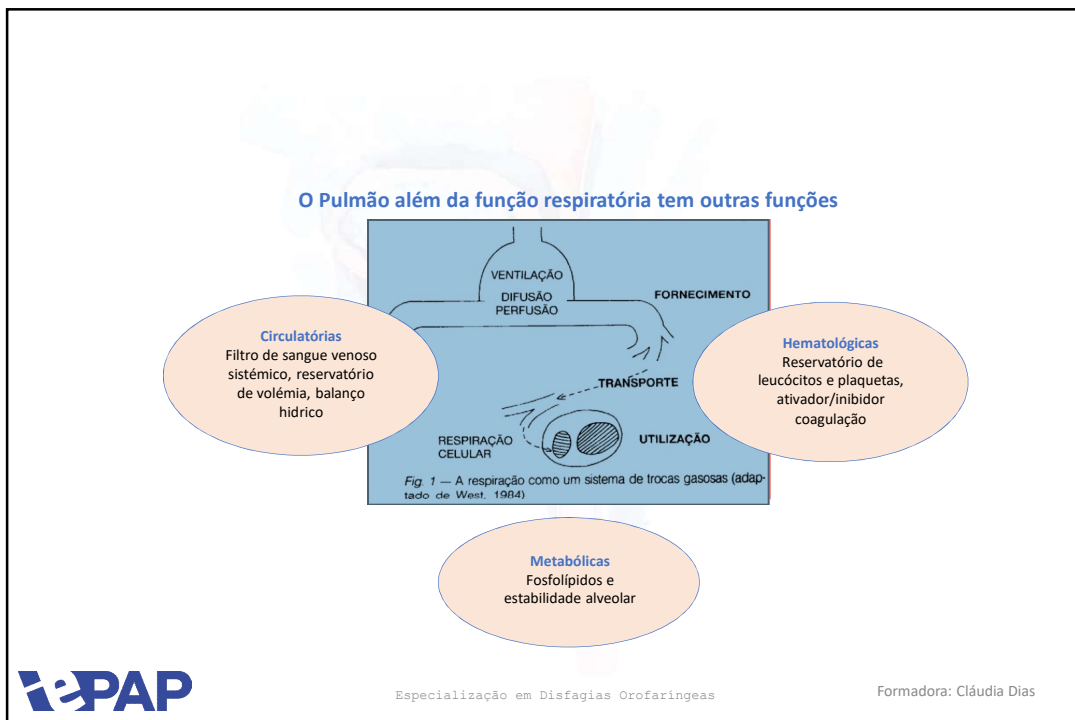 O Pulmão além da função respiratória tem outras funções
VENTILAÇÃO
DIFUSÃO
PERFUSÃO
FORNECIMENTO
TRANSPORTE
RESPIRAÇÃO
CELULAR
UTILIZAÇÃO
Fig. 1 — A respiração como um sistema de trocas gasosas (adap-
tado de West, 1984)
Circulatórias
Filtro de sangue venoso
sistémico, reservatório
de volémia, balanço
hidrico
Hematológicas
Reservatório de
leucócitos e plaquetas,
ativador/inibidor
coagulação
Metabólicas
Fosfolípidos e
estabilidade alveolar
iePAP
Especialização em Disfagias Orofaríngeas
Formadora: Cláudia Dias